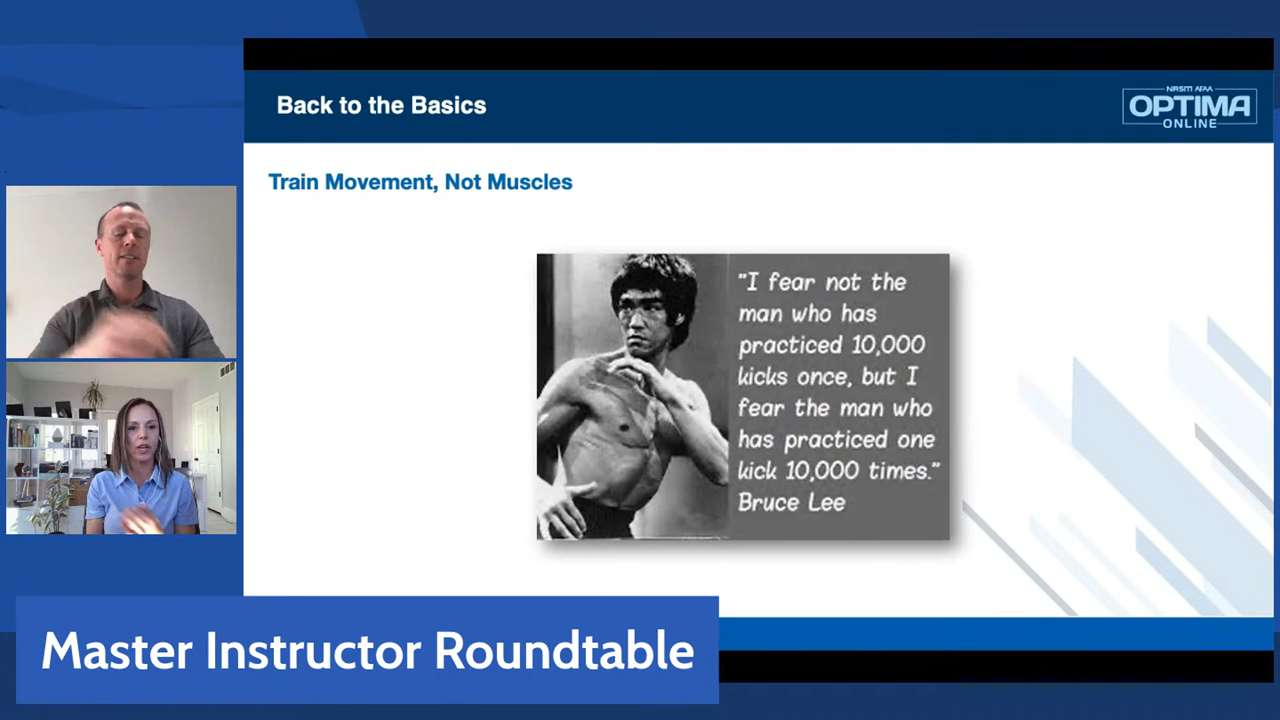 Back to the Basics
OPTIMA
ONLINE
Train Movement, Not Muscles
"I fear not the
man who has
practiced 10,000
kicks once, but I
fear the man who
has practiced one
kick 10,000 times."
Bruce Lee
Master Instructor Roundtable